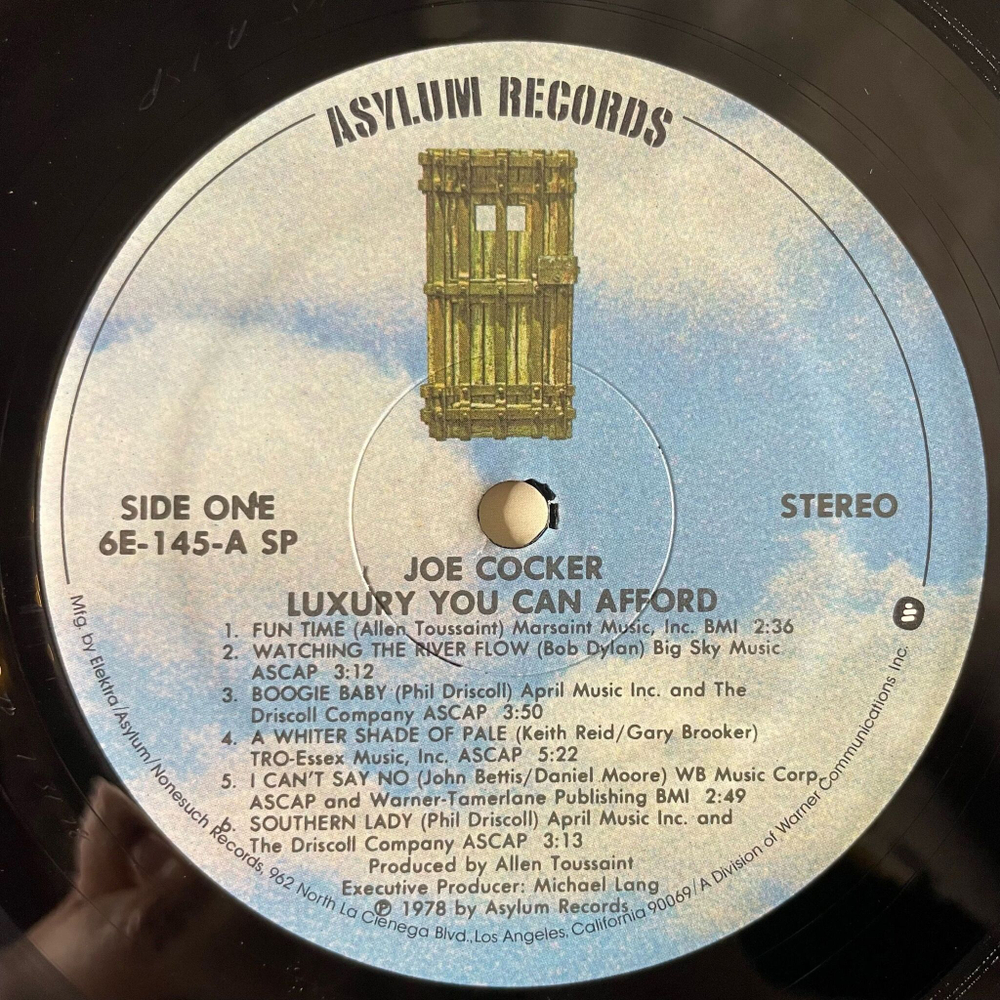 ASYLUM RECORDS
SIDE ONE
6E-145-A SP
STEREO
JOE COCKER
LUXURY YOU CAN AFFORD
1. FUN TIME (Allen Toussaint) Marsaint Music, Inc. BMI 2:36
2. WATCHING THE RIVER FLOW (Bob Dylan) Big Sky Music
ASCAP 3:12
3. BOOGIE BABY (Phil Driscoll) April Music Inc. and The
Driscoll Company ASCAP 3:50
4. A WHITER SHADE OF PALE (Keith Reid/Gary Brooker)
TRO-Essex Music, Inc. ASCAP 5:22
5. I CAN'T SAY NO (John Bettis/Daniel Moore) WB Music Corp.
ASCAP and Warner-Tamerlane Publishing BMI 2:49
6. SOUTHERN LADY (Phil Driscoll) April Music Inc. and
The Driscoll Company ASCAP 3:13
Produced by Allen Toussaint
Executive Producer: Michael Lang
℗ 1978 by Asylum Records
Mfg. by Elektra/Asylum/Nonesuch Records, 962 North La Cienega Blvd., Los Angeles, California 90069/A Division of Warner Communications Inc.